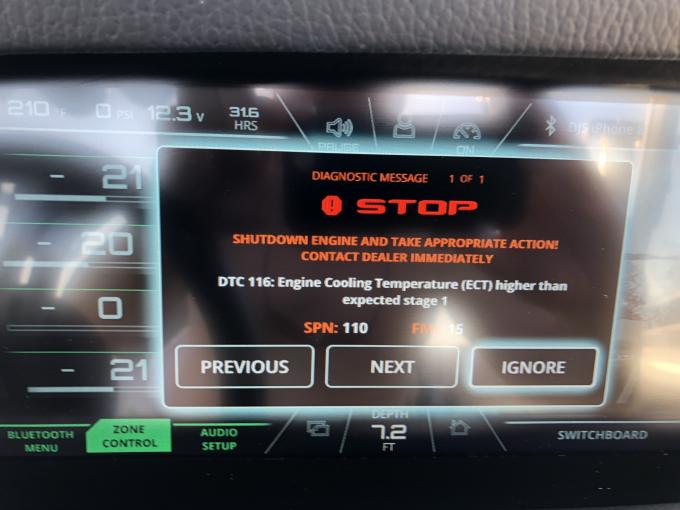 210 °F 0 PSI 12.3 V 31.6 HRS
DJS iPhone
- 21
- 20
- 0
- 21
DIAGNOSTIC MESSAGE 1 OF 1
STOP
SHUTDOWN ENGINE AND TAKE APPROPRIATE ACTION!
CONTACT DEALER IMMEDIATELY
DTC 116: Engine Cooling Temperature (ECT) higher than
expected stage 1
SPN: 110 FMI: 15
PREVIOUS NEXT IGNORE
BLUETOOTH MENU
ZONE CONTROL
AUDIO SETUP
DEPTH
7.2
FT
SWITCHBOARD